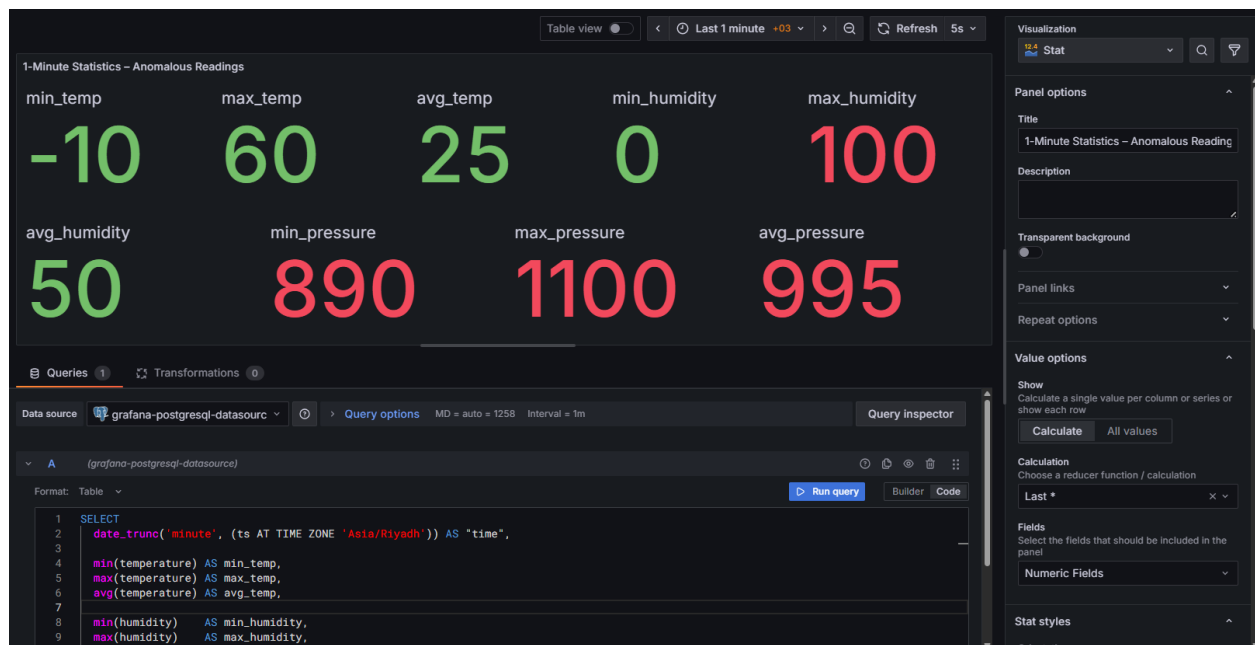 Table view
Last 1 minute +03
Refresh 5s
1-Minute Statistics – Anomalous Readings
min_temp max_temp avg_temp min_humidity max_humidity
-10 60 25 0 100
avg_humidity min_pressure max_pressure avg_pressure
50 890 1100 995
Queries 1 Transformations 0
Data source grafana-postgresql-datasourc Query options MD = auto = 1258 Interval = 1m Query inspector
A (grafana-postgresql-datasource)
Format: Table Run query Builder Code
1 SELECT
2 date_trunc('minute', (ts AT TIME ZONE 'Asia/Riyadh')) AS "time",
3
4 min(temperature) AS min_temp,
5 max(temperature) AS max_temp,
6 avg(temperature) AS avg_temp,
7
8 min(humidity) AS min_humidity,
9 max(humidity) AS max_humidity,
Visualization
12.4 Stat
Panel options
Title
1-Minute Statistics – Anomalous Reading
Description
Transparent background
Panel links
Repeat options
Value options
Show
Calculate a single value per column or series or
show each row
Calculate All values
Calculation
Choose a reducer function / calculation
Last *
Fields
Select the fields that should be included in the
panel
Numeric Fields
Stat styles